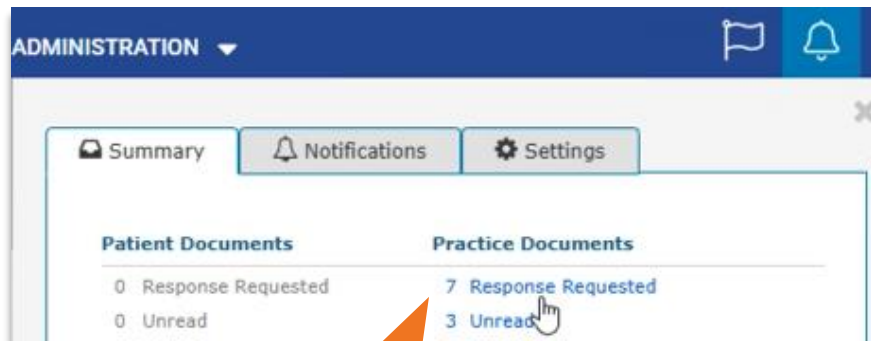 ADMINISTRATION
Summary Notifications Settings
Patient Documents Practice Documents
0 Response Requested 7 Response Requested
0 Unread 3 Unread